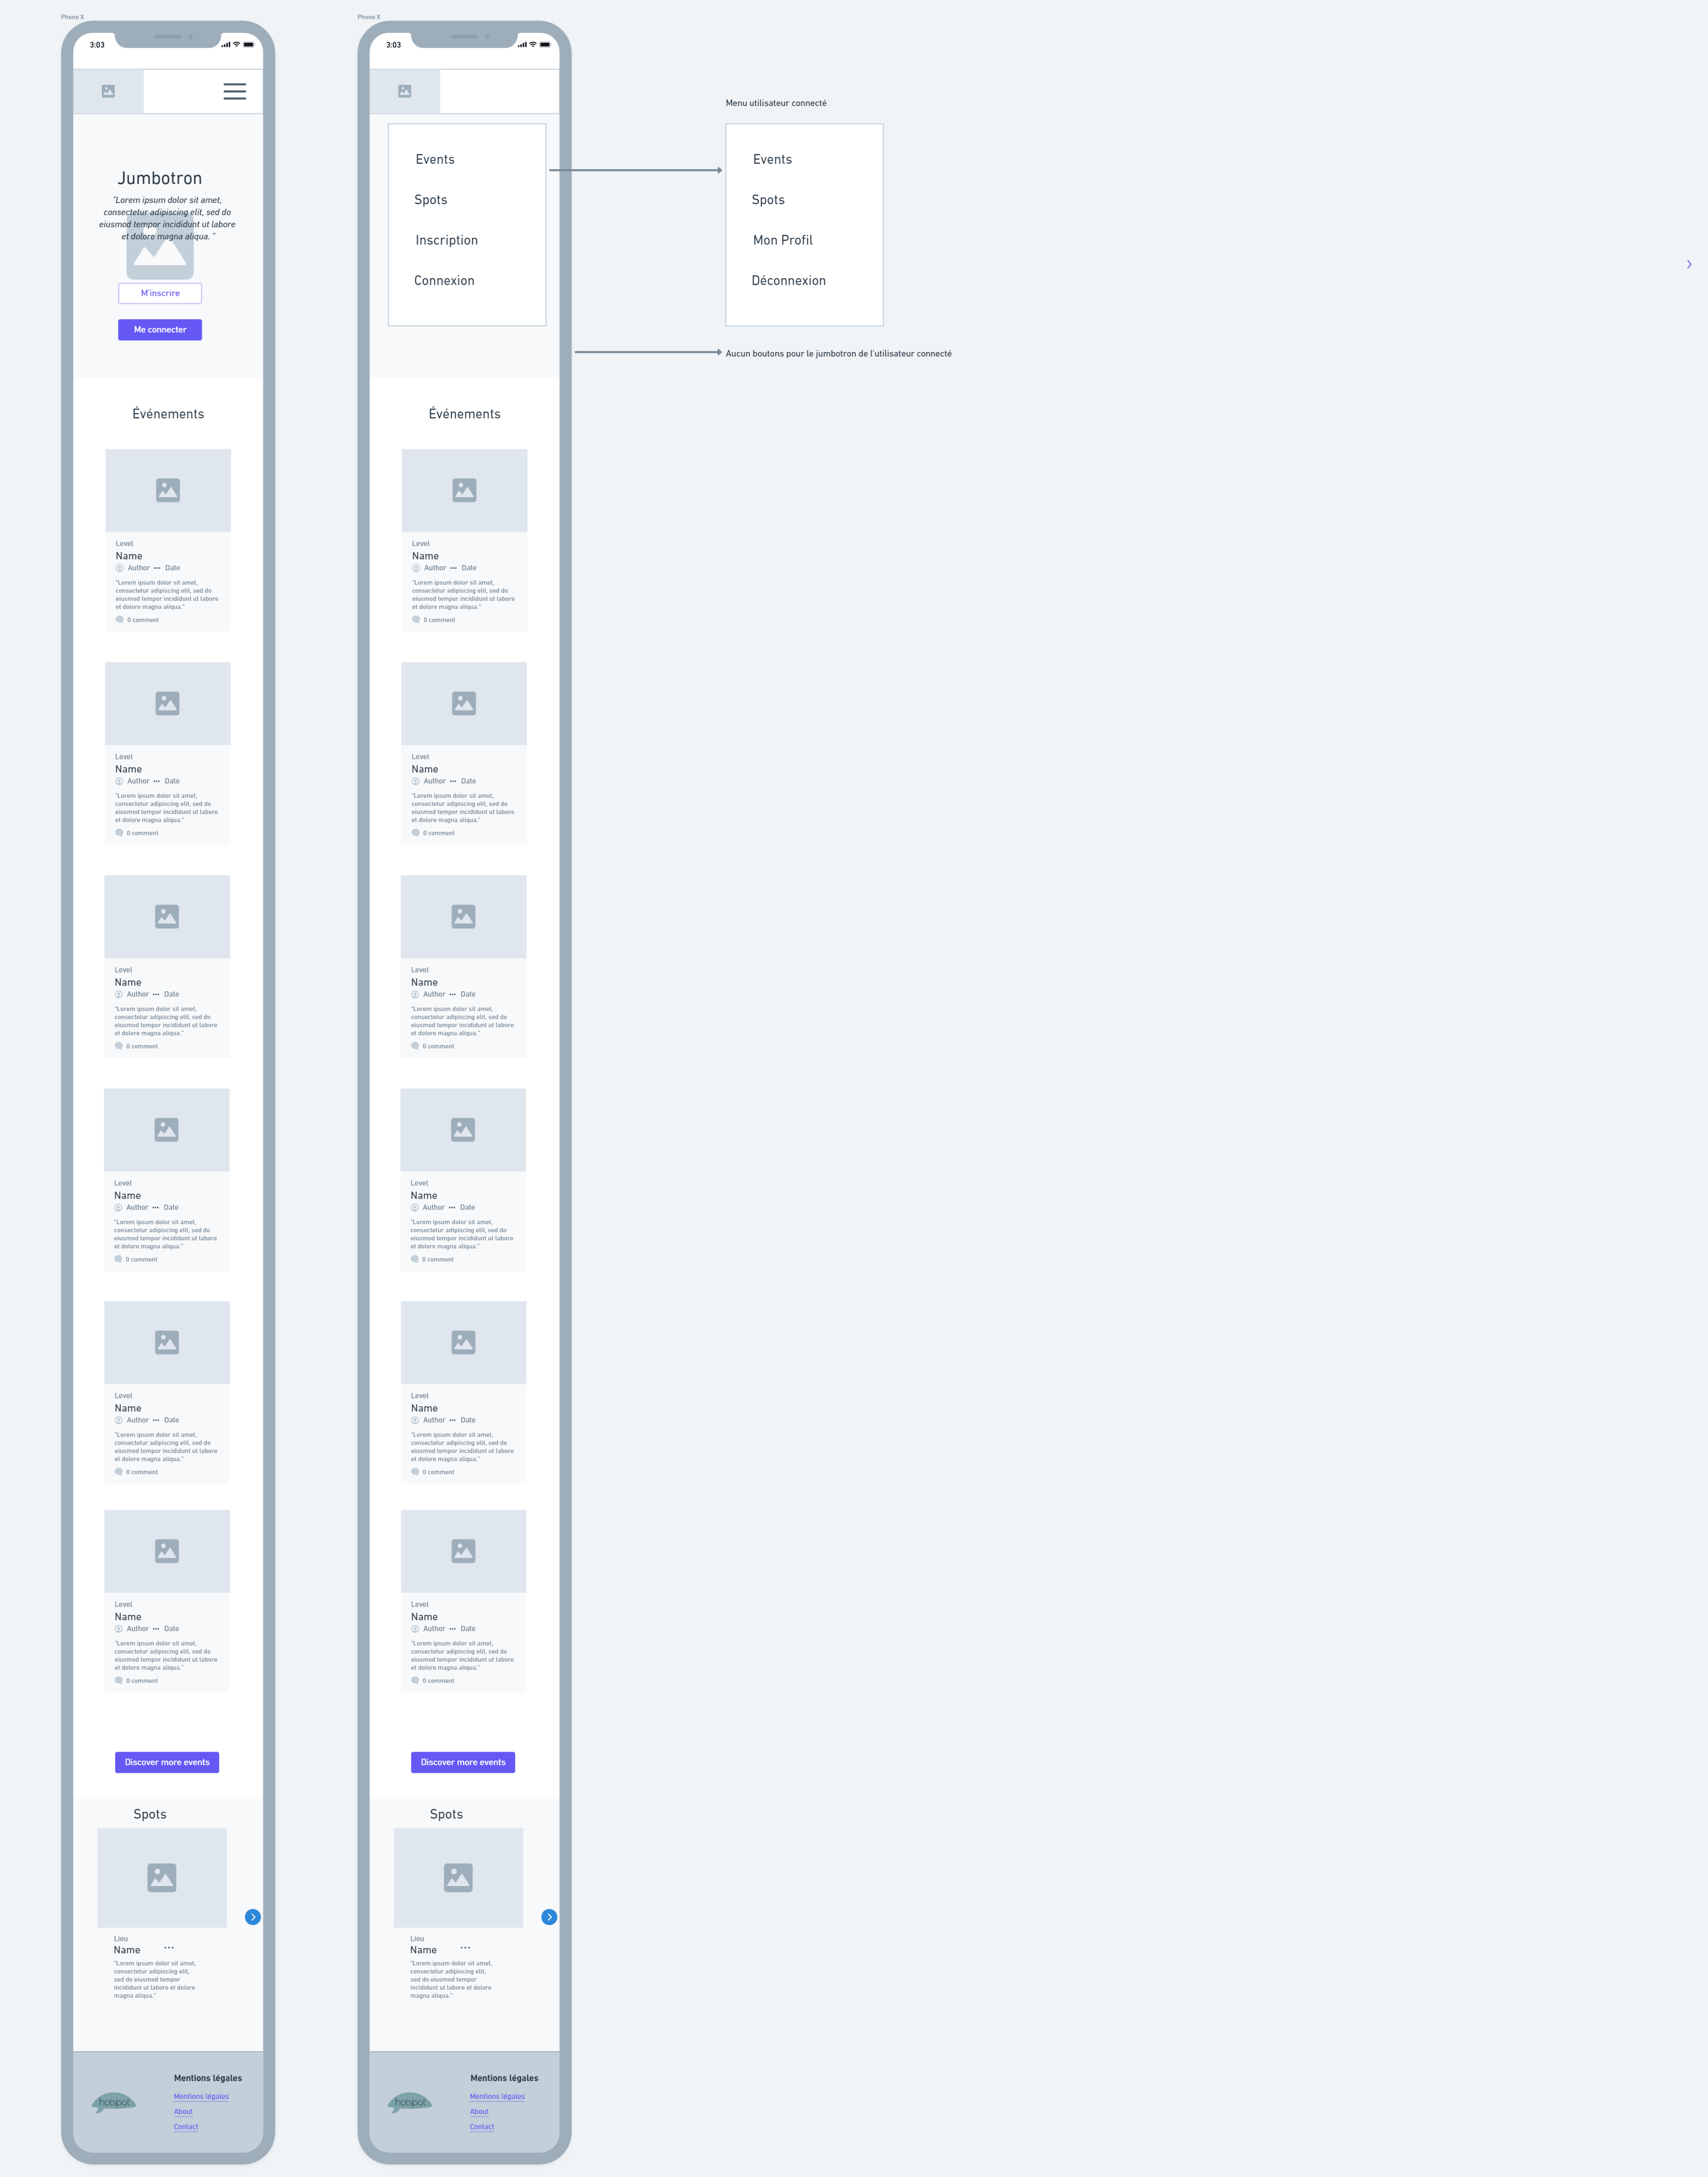 Phone X
3:03
Jumbotron
"Lorem ipsum dolor sit amet,
consectetur adipiscing elit, sed do
eiusmod tempor incididunt ut labore
et dolore magna aliqua. "
M'inscrire
Me connecter
Événements
Level
Name
Author ••• Date
"Lorem ipsum dolor sit amet,
consectetur adipiscing elit, sed do
eiusmod tempor incididunt ut labore
et dolore magna aliqua."
0 comment
Level
Name
Author ••• Date
"Lorem ipsum dolor sit amet,
consectetur adipiscing elit, sed do
eiusmod tempor incididunt ut labore
et dolore magna aliqua."
0 comment
Level
Name
Author ••• Date
"Lorem ipsum dolor sit amet,
consectetur adipiscing elit, sed do
eiusmod tempor incididunt ut labore
et dolore magna aliqua."
0 comment
Level
Name
Author ••• Date
"Lorem ipsum dolor sit amet,
consectetur adipiscing elit, sed do
eiusmod tempor incididunt ut labore
et dolore magna aliqua."
0 comment
Level
Name
Author ••• Date
"Lorem ipsum dolor sit amet,
consectetur adipiscing elit, sed do
eiusmod tempor incididunt ut labore
et dolore magna aliqua."
0 comment
Level
Name
Author ••• Date
"Lorem ipsum dolor sit amet,
consectetur adipiscing elit, sed do
eiusmod tempor incididunt ut labore
et dolore magna aliqua."
0 comment
Discover more events
Spots
Lieu
Name •••
"Lorem ipsum dolor sit amet,
consectetur adipiscing elit,
sed do eiusmod tempor
incididunt ut labore et dolore
magna aliqua."
hotspot
Mentions légales
Mentions légales
About
Contact
Phone X
3:03
Events
Spots
Inscription
Connexion
Événements
Level
Name
Author ••• Date
"Lorem ipsum dolor sit amet,
consectetur adipiscing elit, sed do
eiusmod tempor incididunt ut labore
et dolore magna aliqua."
0 comment
Level
Name
Author ••• Date
"Lorem ipsum dolor sit amet,
consectetur adipiscing elit, sed do
eiusmod tempor incididunt ut labore
et dolore magna aliqua."
0 comment
Level
Name
Author ••• Date
"Lorem ipsum dolor sit amet,
consectetur adipiscing elit, sed do
eiusmod tempor incididunt ut labore
et dolore magna aliqua."
0 comment
Level
Name
Author ••• Date
"Lorem ipsum dolor sit amet,
consectetur adipiscing elit, sed do
eiusmod tempor incididunt ut labore
et dolore magna aliqua."
0 comment
Level
Name
Author ••• Date
"Lorem ipsum dolor sit amet,
consectetur adipiscing elit, sed do
eiusmod tempor incididunt ut labore
et dolore magna aliqua."
0 comment
Level
Name
Author ••• Date
"Lorem ipsum dolor sit amet,
consectetur adipiscing elit, sed do
eiusmod tempor incididunt ut labore
et dolore magna aliqua."
0 comment
Discover more events
Spots
Lieu
Name •••
"Lorem ipsum dolor sit amet,
consectetur adipiscing elit,
sed do eiusmod tempor
incididunt ut labore et dolore
magna aliqua."
hotspot
Mentions légales
Mentions légales
About
Contact
Menu utilisateur connecté
Events
Spots
Mon Profil
Déconnexion
Aucun boutons pour le jumbotron de l'utilisateur connecté